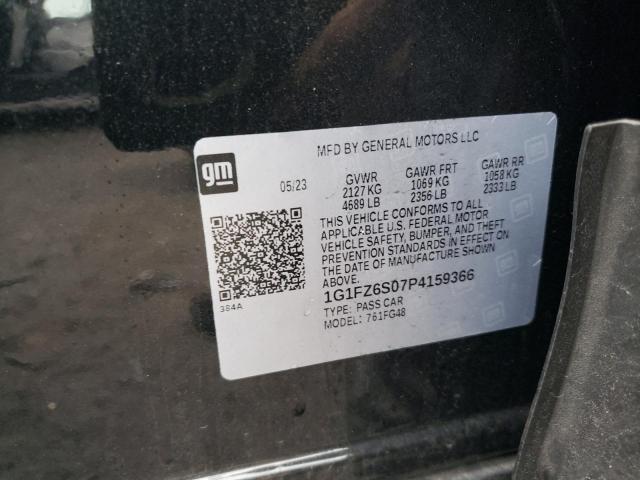 MFD BY GENERAL MOTORS LLC
gm
05/23
GVWR GAWR FRT GAWR RR
2127 KG 1069 KG 1058 KG
4689 LB 2356 LB 2333 LB
THIS VEHICLE CONFORMS TO ALL
APPLICABLE U.S. FEDERAL MOTOR
VEHICLE SAFETY, BUMPER, AND THEFT
PREVENTION STANDARDS IN EFFECT ON
THE DATE OF MANUFACTURE SHOWN
ABOVE.
1G1FZ6S07P4159366
384A
TYPE: PASS CAR
MODEL: 761FG48